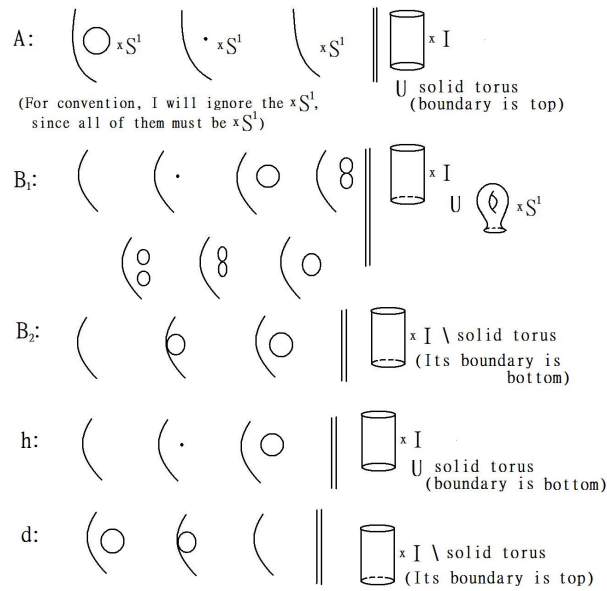 A: x S¹ x S¹ x S¹ x I
U solid torus
(boundary is top)
(For convention, I will ignore the x S¹,
since all of them must be x S¹)
B₁: x I
U x S¹
B₂: x I \ solid torus
(Its boundary is
bottom)
h: x I
U solid torus
(boundary is bottom)
d: x I \ solid torus
(Its boundary is top)